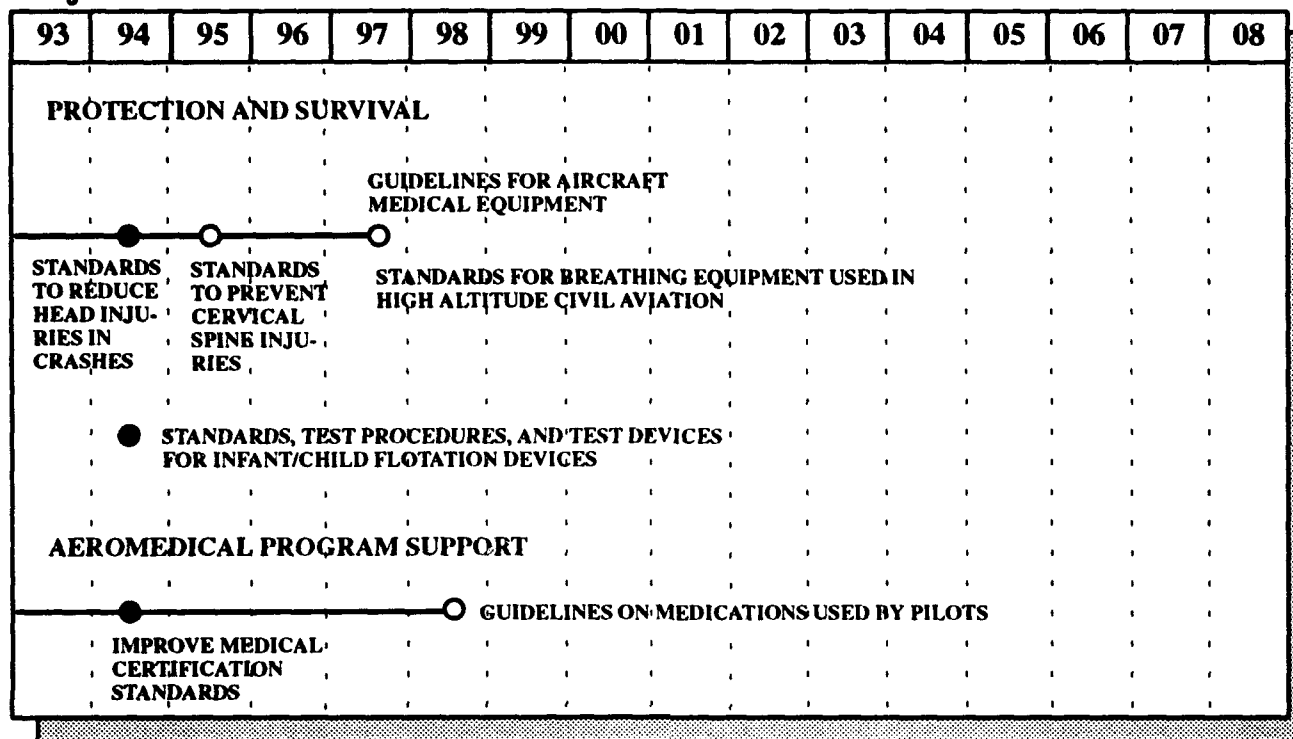 93 94 95 96 97 98 99 00 01 02 03 04 05 06 07 08
PROTECTION AND SURVIVAL
GUIDELINES FOR AIRCRAFT
MEDICAL EQUIPMENT
STANDARDS
TO REDUCE
HEAD INJU-
RIES IN
CRASHES
STANDARDS
TO PREVENT
CERVICAL
SPINE INJU-
RIES
STANDARDS FOR BREATHING EQUIPMENT USED IN
HIGH ALTITUDE CIVIL AVIATION
STANDARDS, TEST PROCEDURES, AND TEST DEVICES
FOR INFANT/CHILD FLOTATION DEVICES
AEROMEDICAL PROGRAM SUPPORT
GUIDELINES ON MEDICATIONS USED BY PILOTS
IMPROVE MEDICAL
CERTIFICATION
STANDARDS